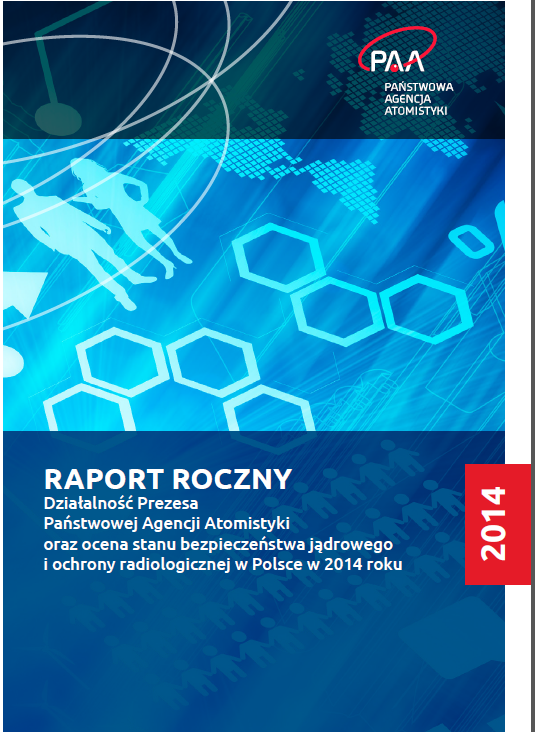 PAA
PAŃSTWOWA
AGENCJA
ATOMISTYKI
RAPORT ROCZNY
Działalność Prezesa
Państwowej Agencji Atomistyki
oraz ocena stanu bezpieczeństwa jądrowego
i ochrony radiologicznej w Polsce w 2014 roku
2014